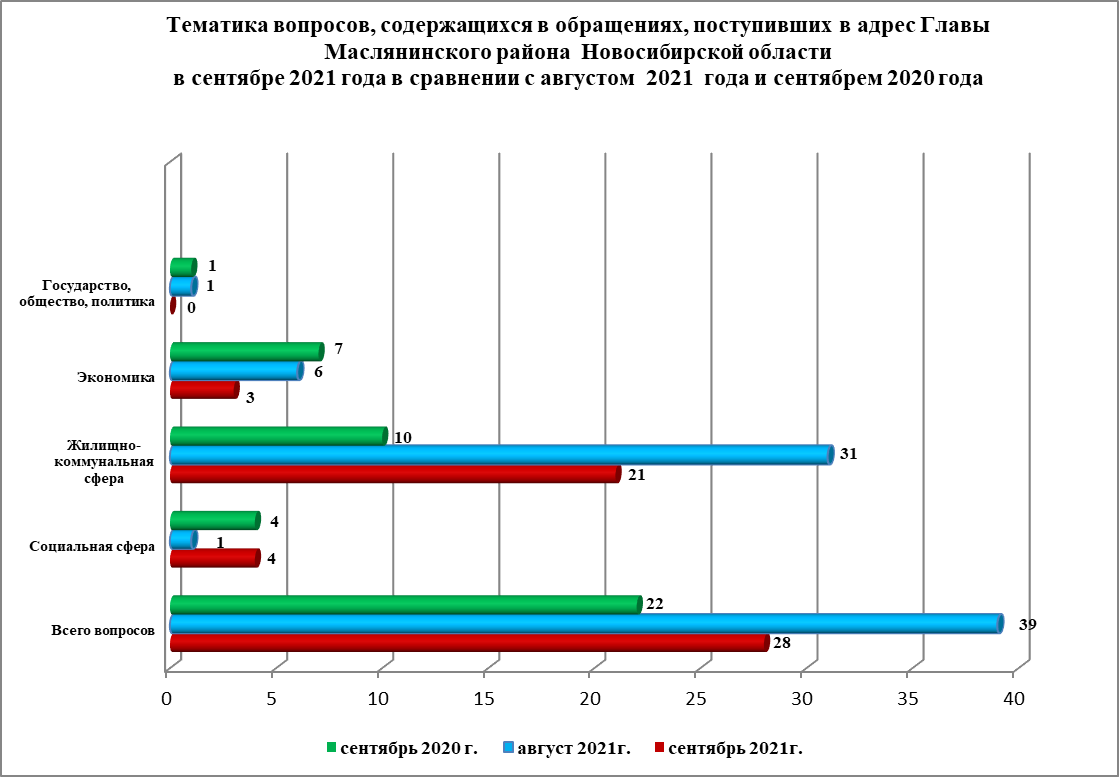 Тематика вопросов, содержащихся в обращениях, поступивших в адрес Главы
Маслянинского района Новосибирской области
в сентябре 2021 года в сравнении с августом 2021 года и сентябрем 2020 года
Государство,
общество, политика
1
1
0
Экономика
7
6
3
Жилищно-
коммунальная
сфера
10
31
21
Социальная сфера
4
1
4
Всего вопросов
22
39
28
0 5 10 15 20 25 30 35 40
сентябрь 2020 г. август 2021г. сентябрь 2021г.